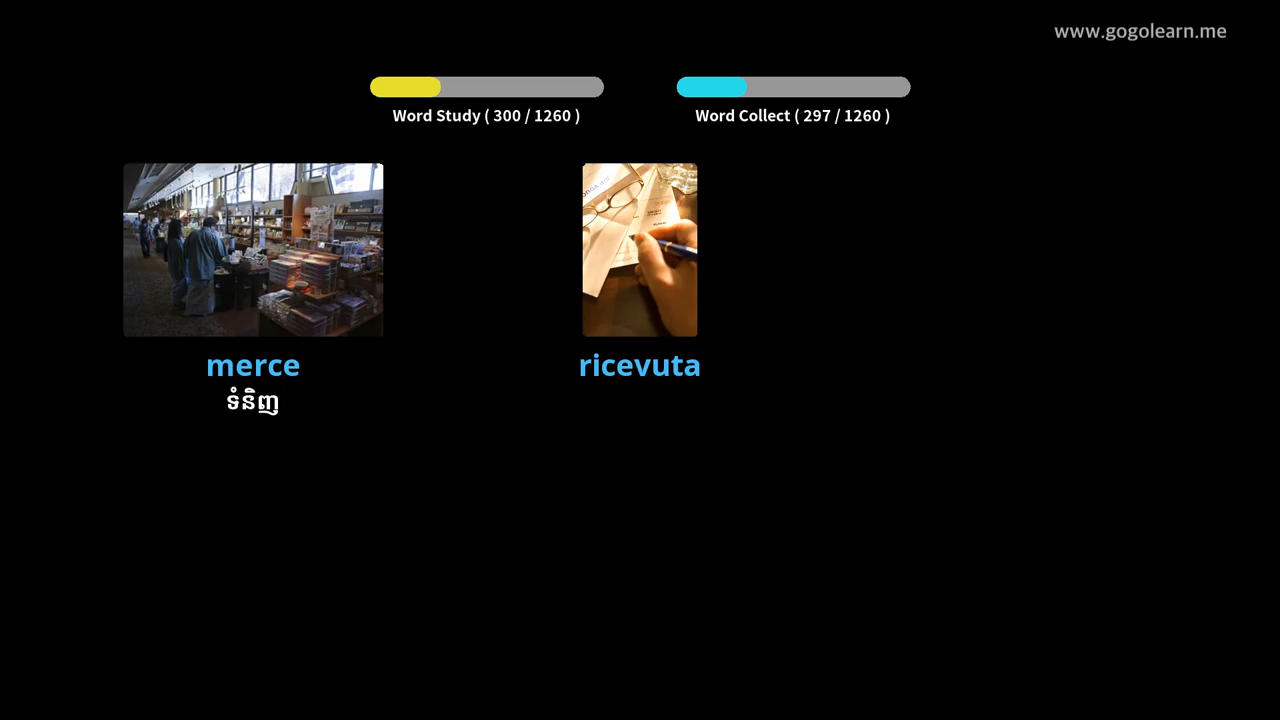 www.gogolearn.me
Word Study ( 300 / 1260 )
Word Collect ( 297 / 1260 )
merce
ទំនិញ
ricevuta